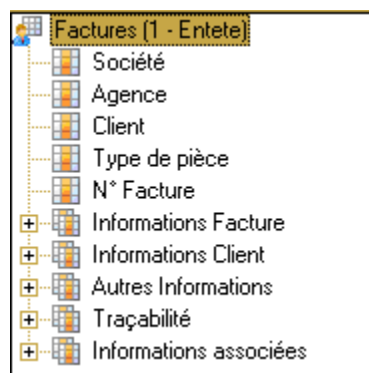 Factures (1 - Entete)
Société
Agence
Client
Type de pièce
N° Facture
Informations Facture
Informations Client
Autres Informations
Traçabilité
Informations associées